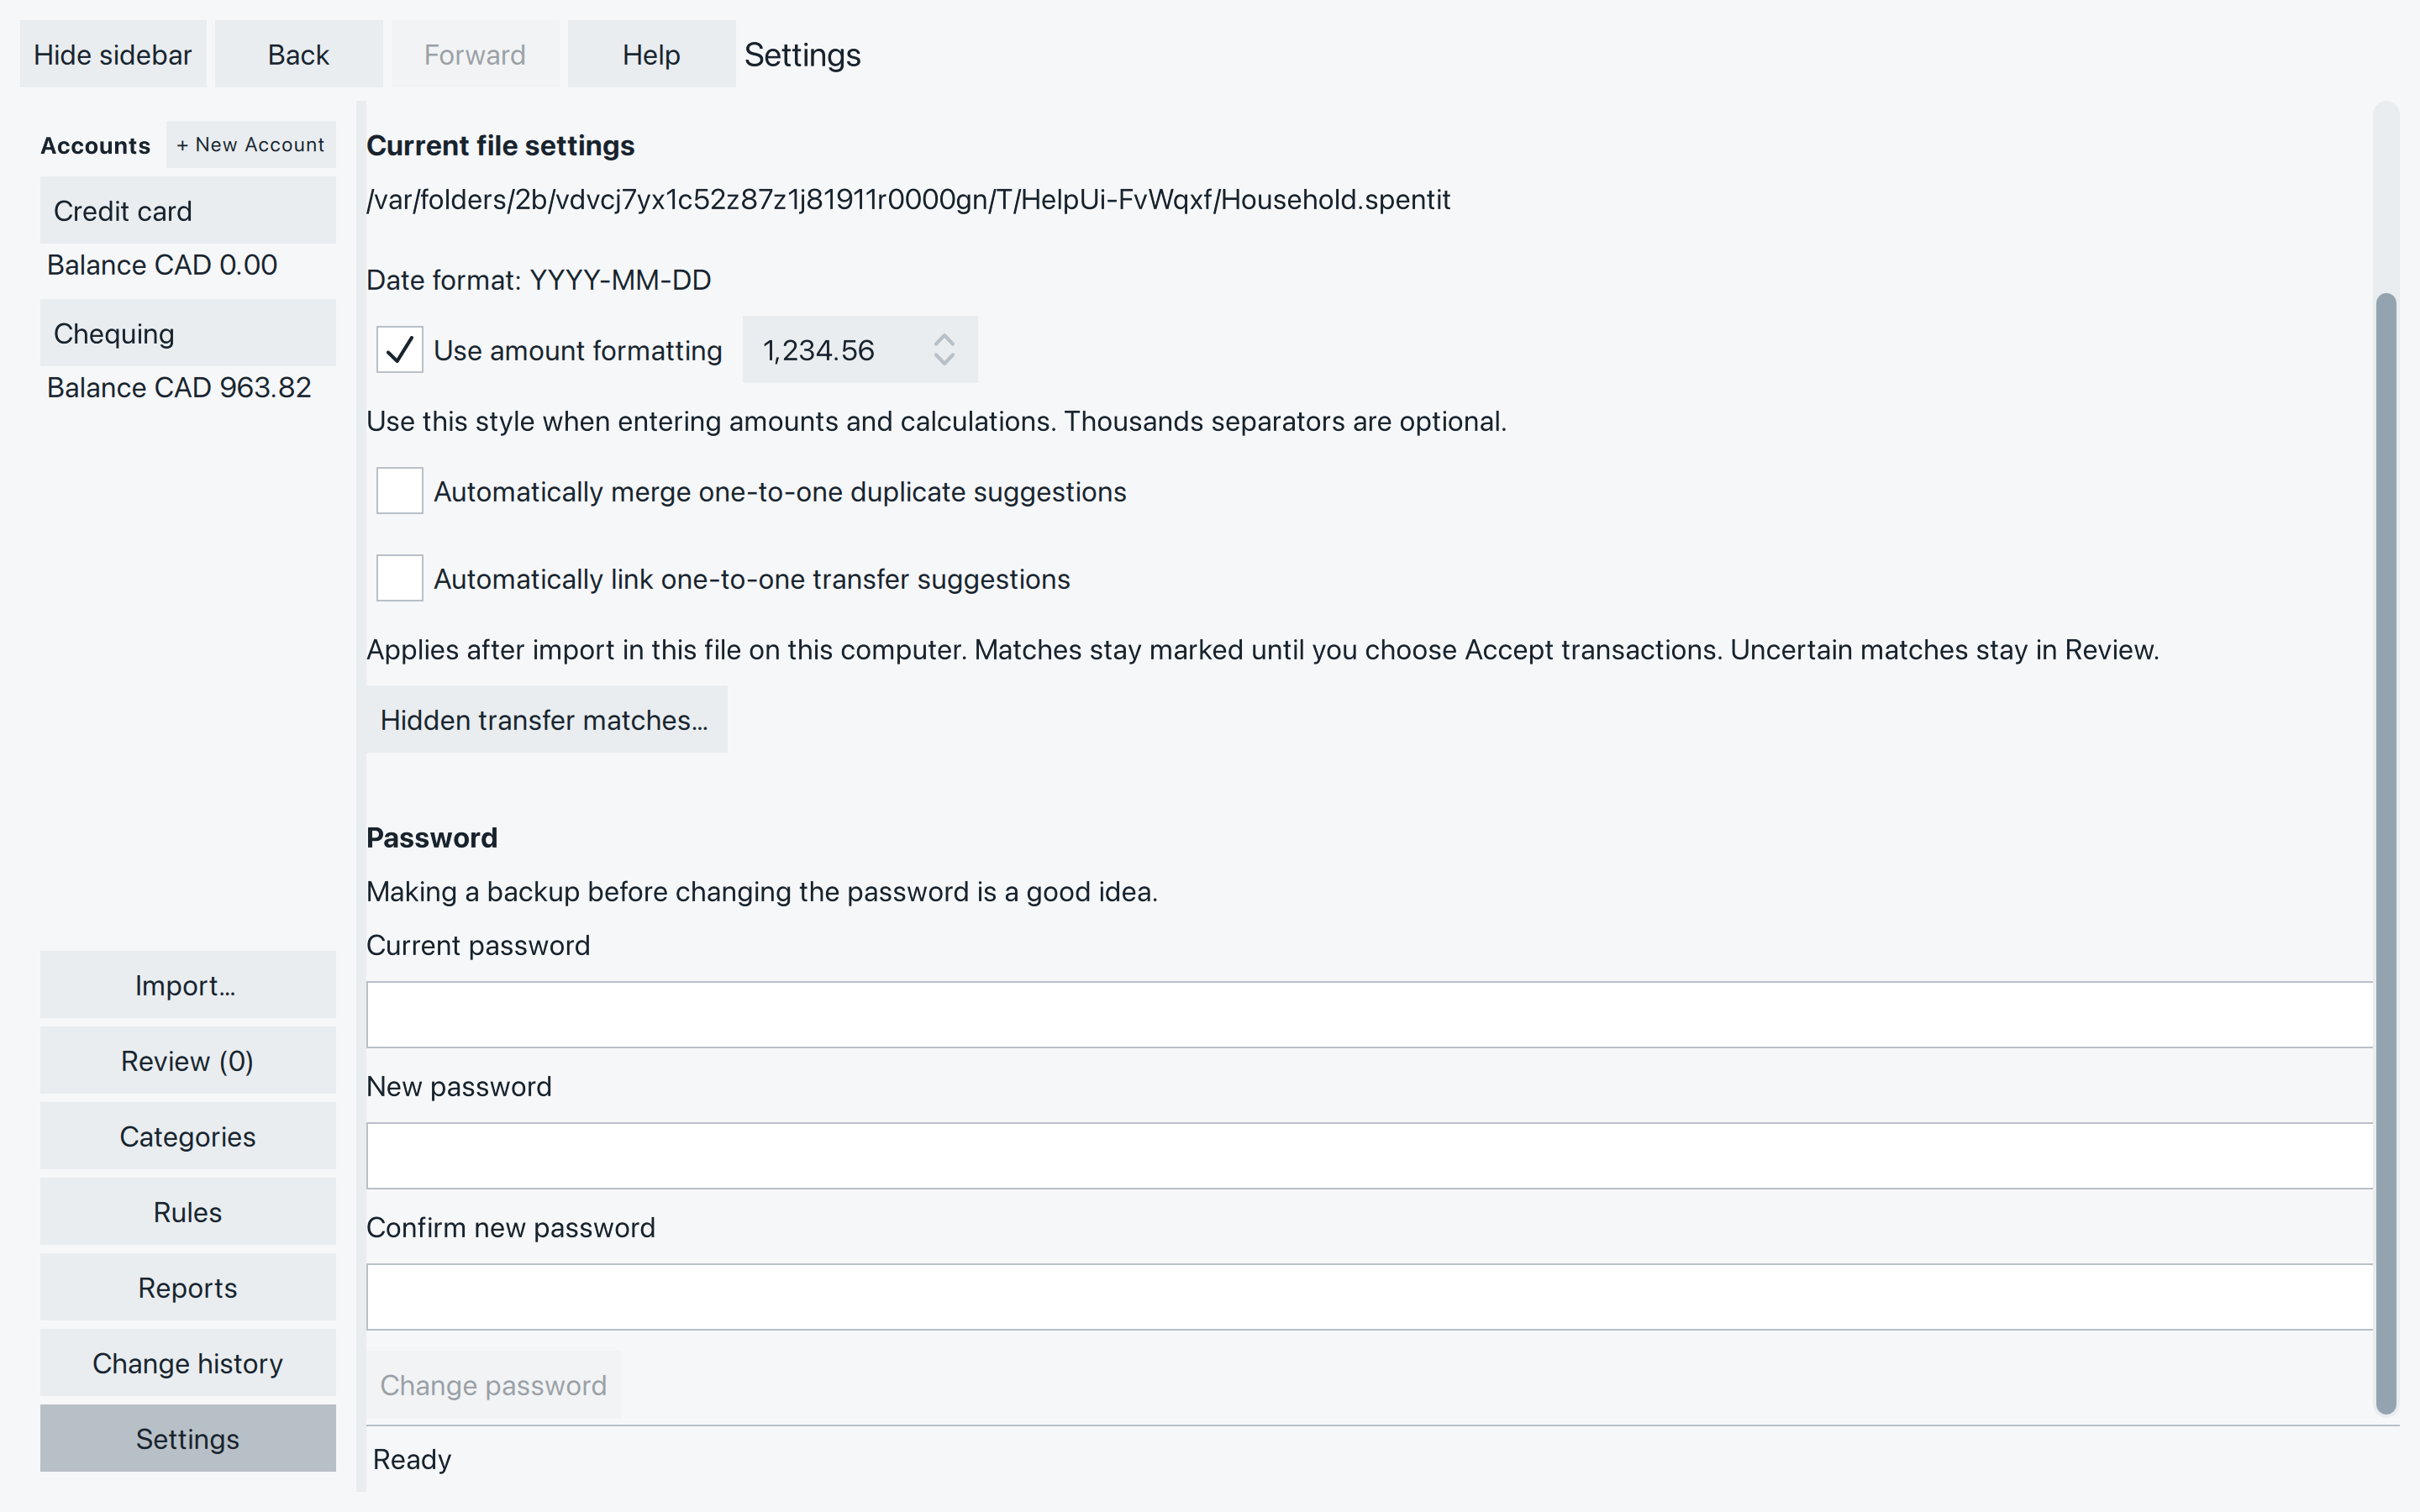 Hide sidebar Back Forward Help Settings
Accounts + New Account
Credit card
Balance CAD 0.00
Chequing
Balance CAD 963.82
Import...
Review (0)
Categories
Rules
Reports
Change history
Settings
Current file settings
/var/folders/2b/vdvcj7yx1c52z87z1j81911r0000gn/T/HelpUi-FvWqxf/Household.spentit
Date format: YYYY-MM-DD
Use amount formatting 1,234.56
Use this style when entering amounts and calculations. Thousands separators are optional.
Automatically merge one-to-one duplicate suggestions
Automatically link one-to-one transfer suggestions
Applies after import in this file on this computer. Matches stay marked until you choose Accept transactions. Uncertain matches stay in Review.
Hidden transfer matches...
Password
Making a backup before changing the password is a good idea.
Current password
New password
Confirm new password
Change password
Ready